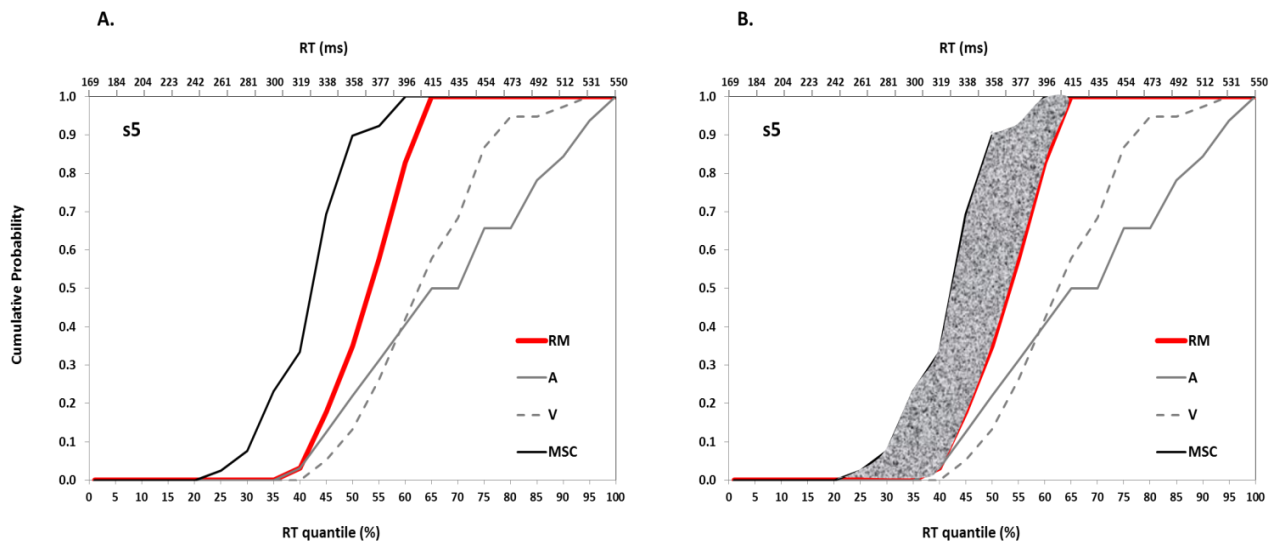 A.
RT (ms)
169 184 204 223 242 261 281 300 319 338 358 377 396 415 435 454 473 492 512 531 550
1.0
0.9
0.8
0.7
0.6
0.5
0.4
0.3
0.2
0.1
0.0
Cumulative Probability
s5
RM
A
V
MSC
0 5 10 15 20 25 30 35 40 45 50 55 60 65 70 75 80 85 90 95 100
RT quantile (%)
B.
RT (ms)
169 184 204 223 242 261 281 300 319 338 358 377 396 415 435 454 473 492 512 531 550
1.0
0.9
0.8
0.7
0.6
0.5
0.4
0.3
0.2
0.1
0.0
s5
RM
A
V
MSC
0 5 10 15 20 25 30 35 40 45 50 55 60 65 70 75 80 85 90 95 100
RT quantile (%)